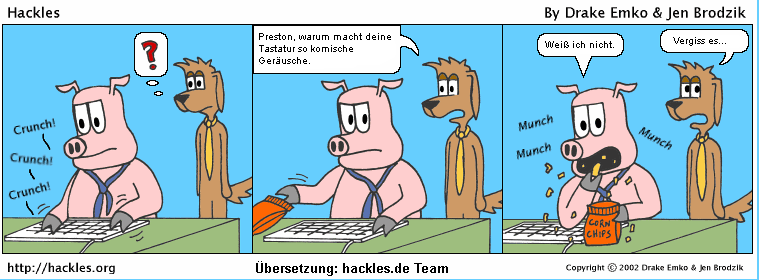 Hackles
By Drake Emko & Jen Brodzik
?
Crunch!
Crunch!
Crunch!
Preston, warum macht deine
Tastatur so komische
Geräusche.
Weiß ich nicht.
Vergiss es...
Munch
Munch
Munch
CORN
CHIPS
http://hackles.org
Übersetzung: hackles.de Team
Copyright © 2002 Drake Emko & Jen Brodzik